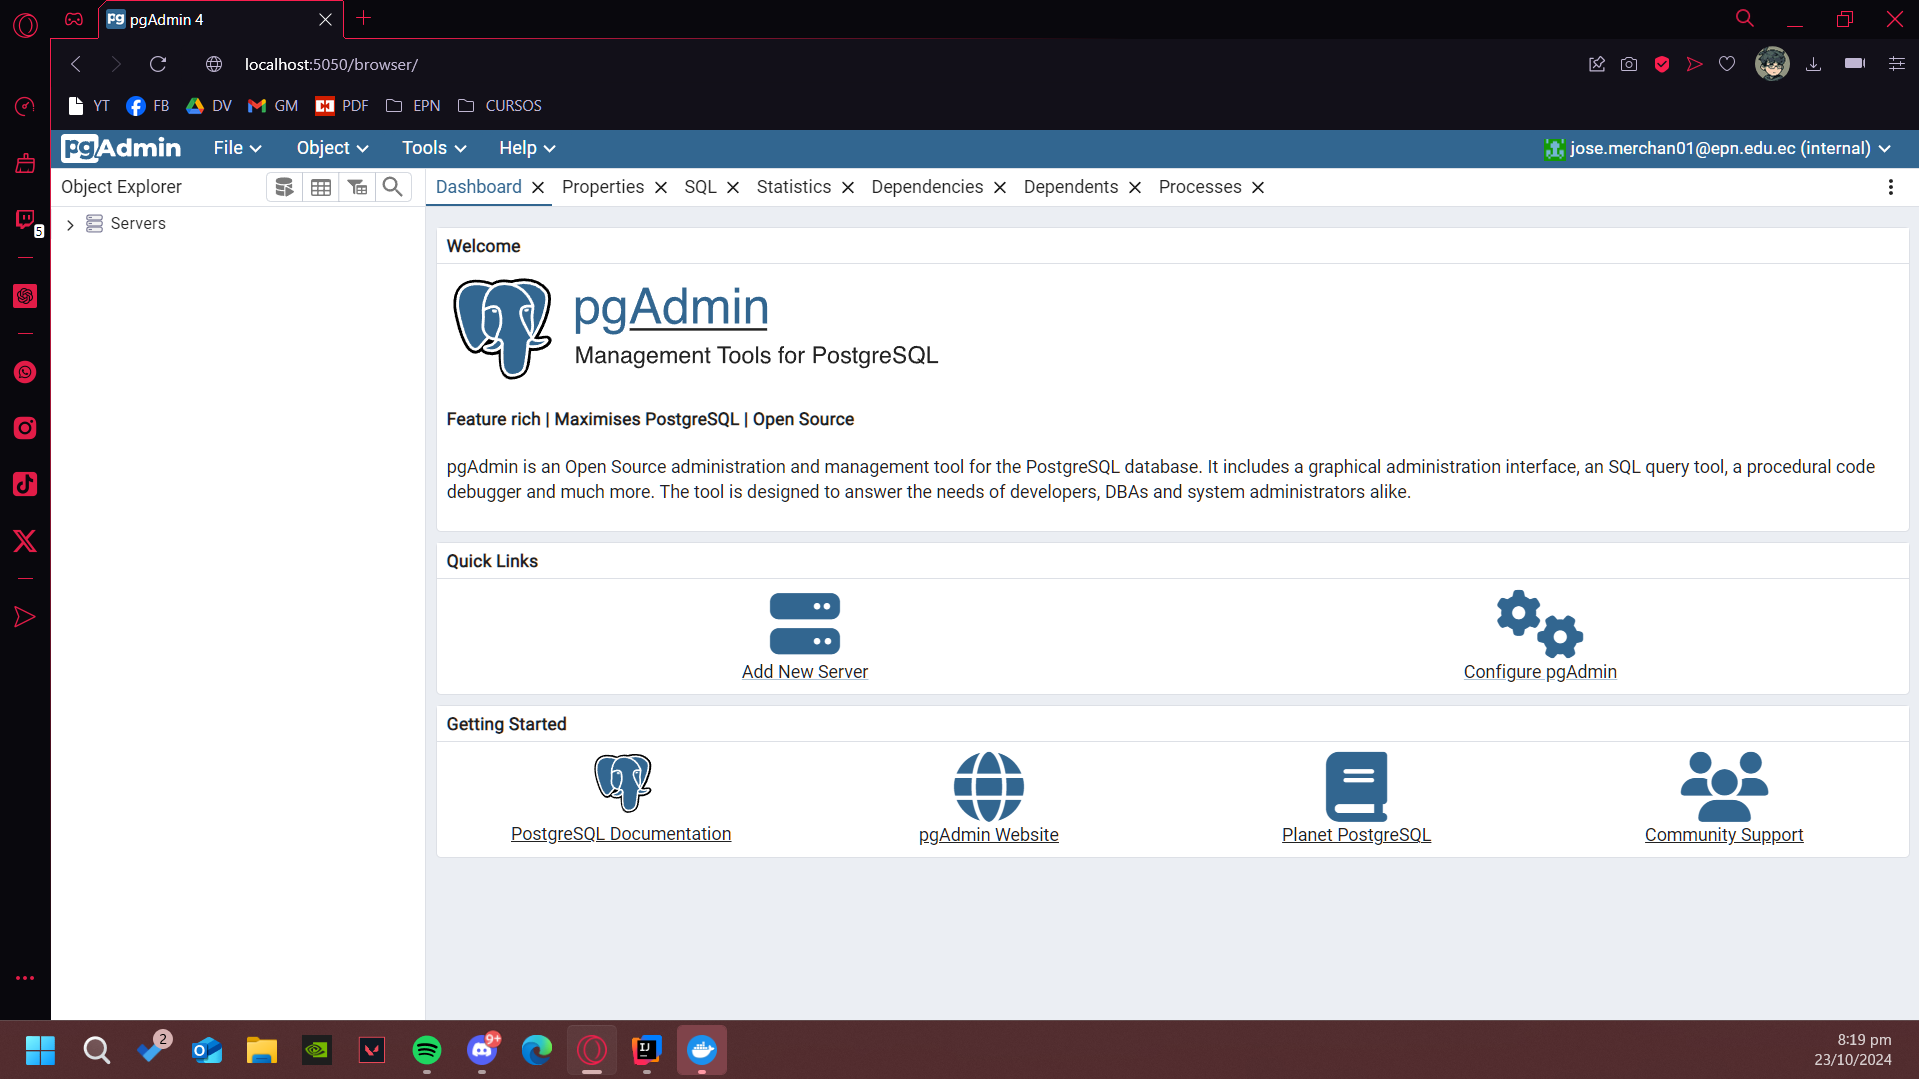 pg pgAdmin 4
localhost:5050/browser/
YT FB DV GM PDF EPN CURSOS
pgAdmin File Object Tools Help jose.merchan01@epn.edu.ec (internal)
Object Explorer Dashboard Properties SQL Statistics Dependencies Dependents Processes
Servers
5
Welcome
pgAdmin
Management Tools for PostgreSQL
Feature rich | Maximises PostgreSQL | Open Source
pgAdmin is an Open Source administration and management tool for the PostgreSQL database. It includes a graphical administration interface, an SQL query tool, a procedural code
debugger and much more. The tool is designed to answer the needs of developers, DBAs and system administrators alike.
Quick Links
Add New Server Configure pgAdmin
Getting Started
PostgreSQL Documentation pgAdmin Website Planet PostgreSQL Community Support
2 9+ IJ
8:19 pm
23/10/2024